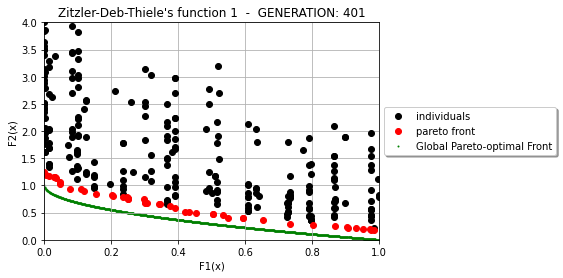 Zitzler-Deb-Thiele's function 1 - GENERATION: 401
4.0
3.5
3.0
2.5
2.0
1.5
1.0
0.5
0.0
F2(x)
0.0 0.2 0.4 0.6 0.8 1.0
F1(x)
individuals
pareto front
Global Pareto-optimal Front